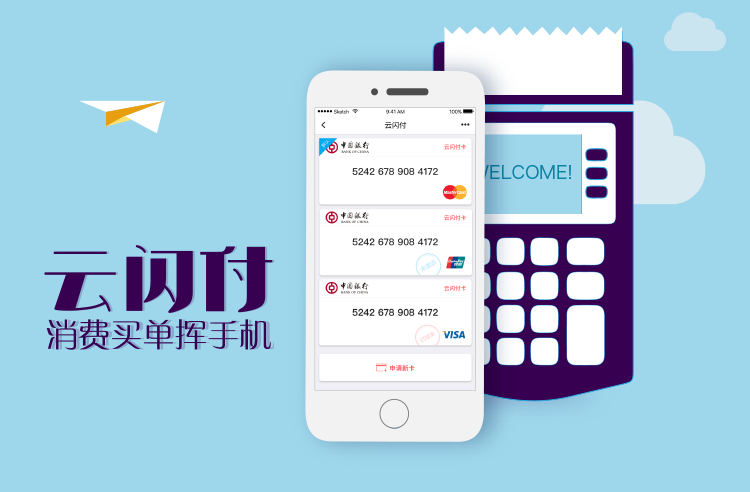 云闪付
消费买单挥手机
Sketch
9:41 AM
100%
云闪付
中国银行
BANK OF CHINA
云闪付卡
5242 678 908 4172
MasterCard
中国银行
BANK OF CHINA
云闪付卡
5242 678 908 4172
UnionPay
银联
中国银行
BANK OF CHINA
云闪付卡
5242 678 908 4172
VISA
申请新卡
WELCOME!